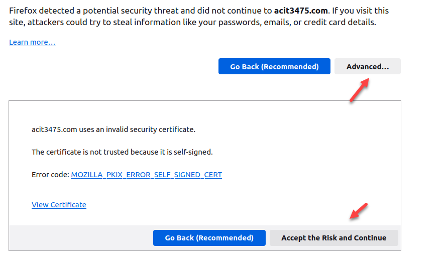 Firefox detected a potential security threat and did not continue to acit3475.com. If you visit this
site, attackers could try to steal information like your passwords, emails, or credit card details.
Learn more…
Go Back (Recommended)
Advanced…
acit3475.com uses an invalid security certificate.
The certificate is not trusted because it is self-signed.
Error code: MOZILLA_PKIX_ERROR_SELF_SIGNED_CERT
View Certificate
Go Back (Recommended)
Accept the Risk and Continue